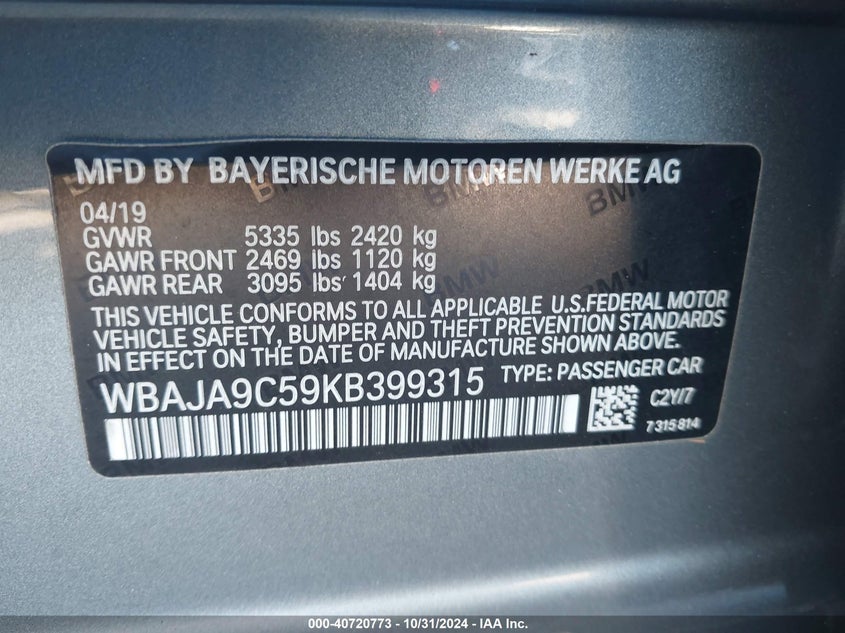 MFD BY BAYERISCHE MOTOREN WERKE AG
04/19
GVWR 5335 lbs 2420 kg
GAWR FRONT 2469 lbs 1120 kg
GAWR REAR 3095 lbs 1404 kg
THIS VEHICLE CONFORMS TO ALL APPLICABLE U.S.FEDERAL MOTOR
VEHICLE SAFETY, BUMPER AND THEFT PREVENTION STANDARDS
IN EFFECT ON THE DATE OF MANUFACTURE SHOWN ABOVE.
WBAJA9C59KB399315 TYPE: PASSENGER CAR
C2Y/7
7315814
BMW
BMW
BMW
000-40720773 - 10/31/2024 - IAA Inc.